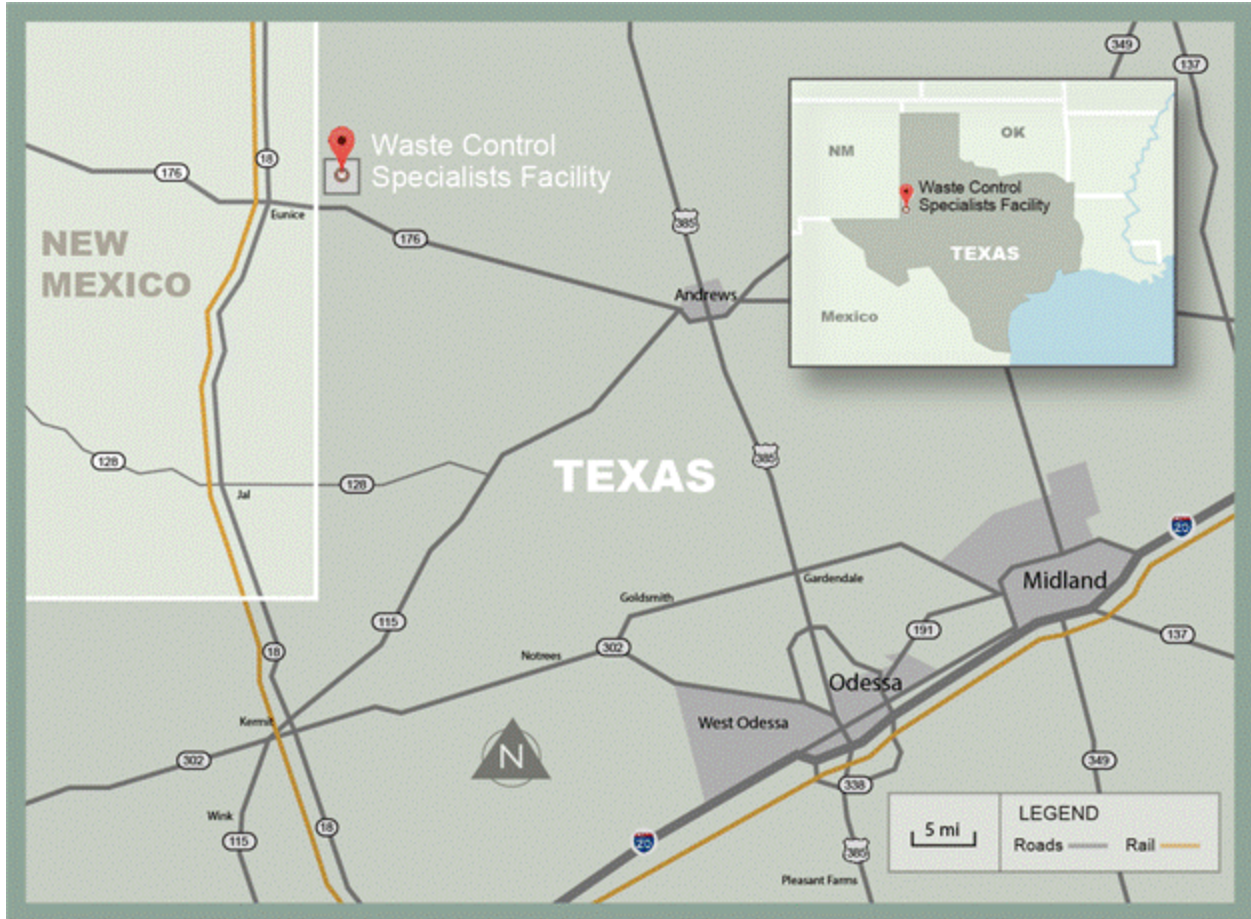 349
137
18
Waste Control
Specialists Facility
176
Eunice
NEW
MEXICO
176
385
Andrews
NM
OK
Waste Control
Specialists Facility
TEXAS
Mexico
128
128
Jal
TEXAS
385
20
Midland
Gardendale
Goldsmith
115
191
137
302
Notrees
18
Odessa
West Odessa
Kermit
N
302
349
338
Wink
18
115
20
385
Pleasant Farms
5 mi
LEGEND
Roads
Rail